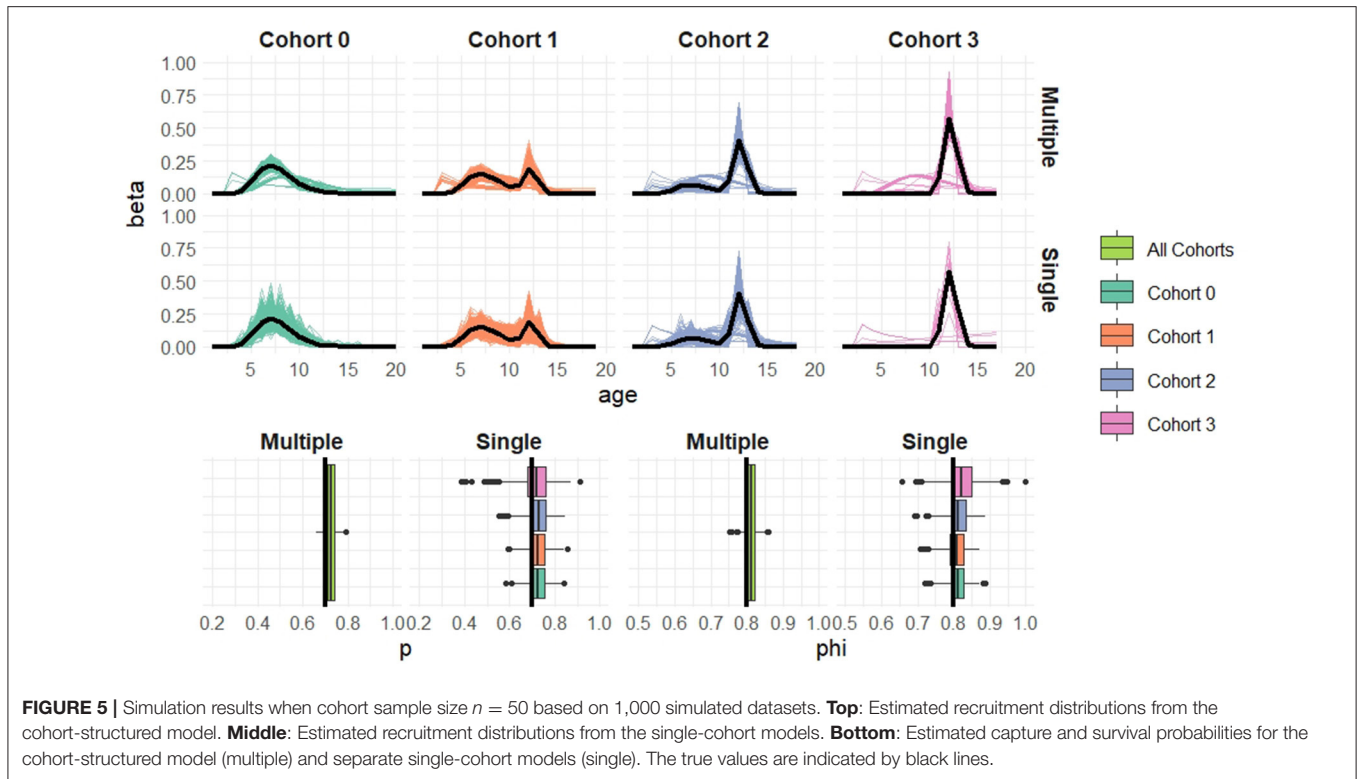 Cohort 0 Cohort 1 Cohort 2 Cohort 3
1.00
0.75
0.50
0.25
0.00
Multiple
1.00
0.75
0.50
0.25
0.00
Single
beta
5 10 15 20 5 10 15 20 5 10 15 20 5 10 15 20
age
All Cohorts
Cohort 0
Cohort 1
Cohort 2
Cohort 3
Multiple Single Multiple Single
0.2 0.4 0.6 0.8 1.0 0.2 0.4 0.6 0.8 1.0 0.5 0.6 0.7 0.8 0.9 1.0 0.5 0.6 0.7 0.8 0.9 1.0
p phi
FIGURE 5 | Simulation results when cohort sample size n = 50 based on 1,000 simulated datasets. Top: Estimated recruitment distributions from the
cohort-structured model. Middle: Estimated recruitment distributions from the single-cohort models. Bottom: Estimated capture and survival probabilities for the
cohort-structured model (multiple) and separate single-cohort models (single). The true values are indicated by black lines.